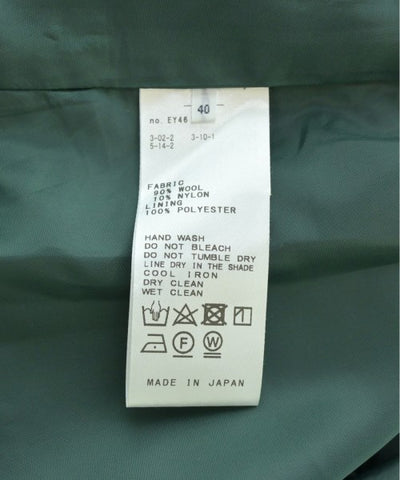 40
no. EY46
3-02-2 3-10-1
5-14-2
FABRIC
90% WOOL
10% NYLON
LINING
100% POLYESTER
HAND WASH
DO NOT BLEACH
DO NOT TUMBLE DRY
LINE DRY IN THE SHADE
COOL IRON
DRY CLEAN
WET CLEAN
F W
MADE IN JAPAN